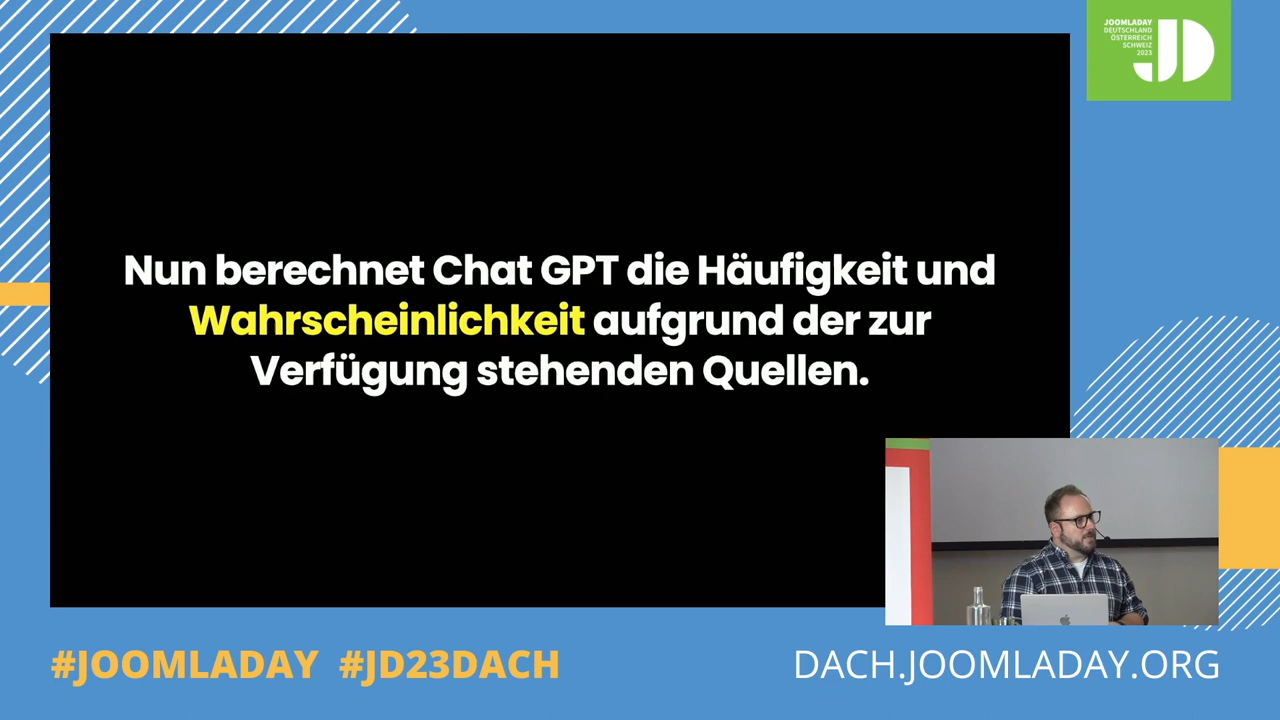 JOOMLADAY
DEUTSCHLAND
ÖSTERREICH
SCHWEIZ
2023
JD
Nun berechnet Chat GPT die Häufigkeit und
Wahrscheinlichkeit aufgrund der zur
Verfügung stehenden Quellen.
#JOOMLADAY #JD23DACH
DACH.JOOMLADAY.ORG